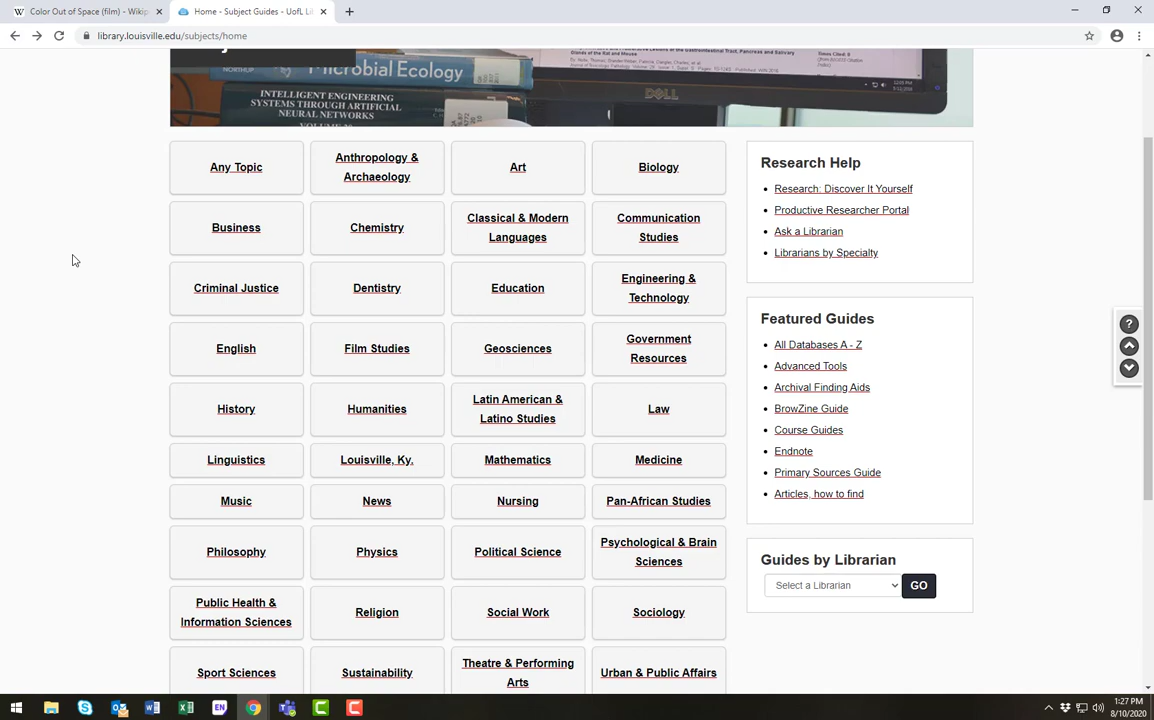 Color Out of Space (film) - Wikip
Home - Subject Guides - UofL Li
library.louisville.edu/subjects/home
NORTHUP
Microbial Ecology
INTELLIGENT ENGINEERING
SYSTEMS THROUGH ARTIFICIAL
NEURAL NETWORKS
DELL
Any Topic
Anthropology &
Archaeology
Art
Biology
Business
Chemistry
Classical & Modern
Languages
Communication
Studies
Criminal Justice
Dentistry
Education
Engineering &
Technology
English
Film Studies
Geosciences
Government
Resources
History
Humanities
Latin American &
Latino Studies
Law
Linguistics
Louisville, Ky.
Mathematics
Medicine
Music
News
Nursing
Pan-African Studies
Philosophy
Physics
Political Science
Psychological & Brain
Sciences
Public Health &
Information Sciences
Religion
Social Work
Sociology
Sport Sciences
Sustainability
Theatre & Performing
Arts
Urban & Public Affairs
Research Help
Research: Discover It Yourself
Productive Researcher Portal
Ask a Librarian
Librarians by Specialty
Featured Guides
All Databases A - Z
Advanced Tools
Archival Finding Aids
BrowZine Guide
Course Guides
Endnote
Primary Sources Guide
Articles, how to find
Guides by Librarian
Select a Librarian
GO
1:27 PM
8/10/2020